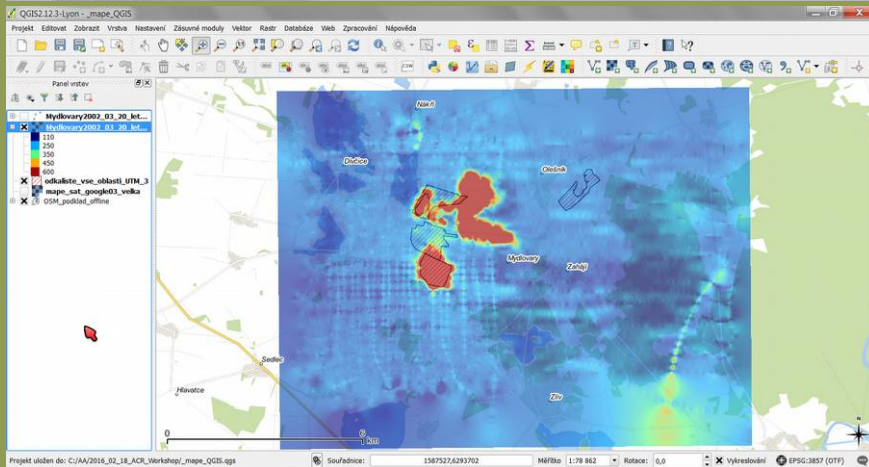 QGIS2.12.3-Lyon - _mape_QGIS
Projekt Editovat Zobrazit Vrstva Nastavení Zásuvné moduly Vektor Rastr Databáze Web Zpracování Nápověda
CSW
Panel vrstev
Mydlovary2002_03_20_let...
Mydlovary2002_03_20_let...
110
250
350
450
600
odkaliste_vse_oblasti_UTM_3
mape_sat_google03_velka
OSM_podklad_offline
Nákří
Dívčice
Olešník
Mydlovary
Zahájí
Sedlec
Hlavatce
Zliv
0 6
km
N
Projekt uložen do: C:/AA/2016_02_18_ACR_Workshop/_mape_QGIS.qgs Souřadnice: 1587527,6293702 Měřítko 1:78 862 Rotace: 0,0 Vykreslování EPSG:3857 (OTF)